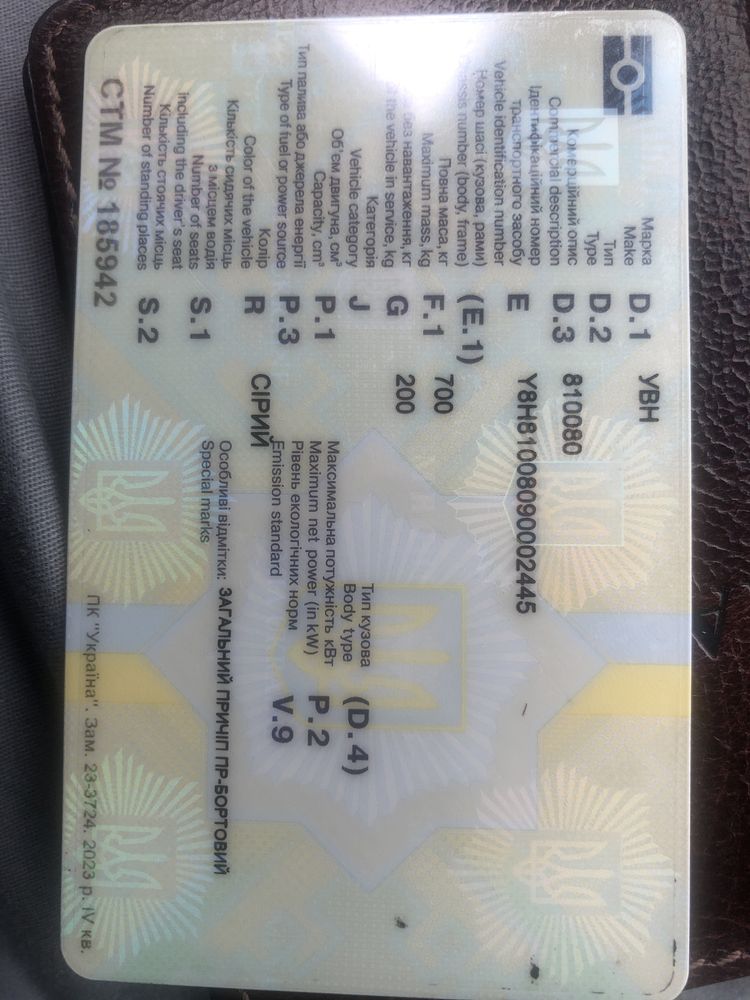 Марка
Make D.1 УВН
Тип
Type D.2
Комерційний опис
Commercial description D.3 810080
Ідентифікаційний номер
транспортного засобу
Vehicle identification number E Y8H81008090002445
Номер шасі (кузова, рами)
number (body, frame) (E.1)
Повна маса, кг
Maximum mass, kg F.1 700
без навантаження, кг
the vehicle in service, kg G 200
Категорія
Vehicle category J
Об'єм двигуна, см³
Capacity, cm³ P.1
Тип палива або джерела енергії
Type of fuel or power source P.3
Колір
Color of the vehicle R СІРИЙ
Кількість сидячих місць
з місцем водія
Number of seats
including the driver's seat S.1
Кількість стоячих місць
Number of standing places S.2
Тип кузова
Body type (D.4)
Максимальна потужність кВт
Maximum net power (in kW) P.2
Рівень екологічних норм
Emission standard V.9
Особливі відмітки: ЗАГАЛЬНИЙ ПРИЧІП ПР-БОРТОВИЙ
Special marks
СТМ № 185942
ПК "Україна". Зам. 23-3724. 2023 р. IV кв.